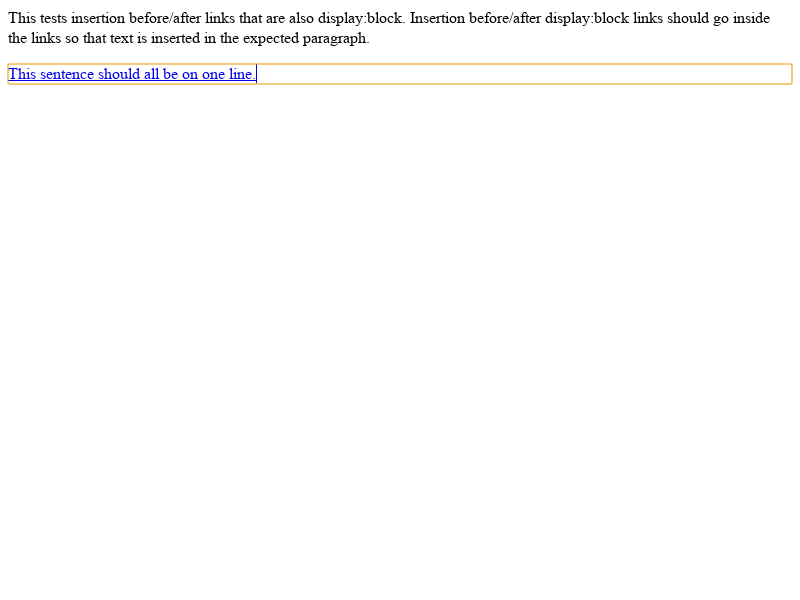 This tests insertion before/after links that are also display:block. Insertion before/after display:block links should go inside
the links so that text is inserted in the expected paragraph.
This sentence should all be on one line.